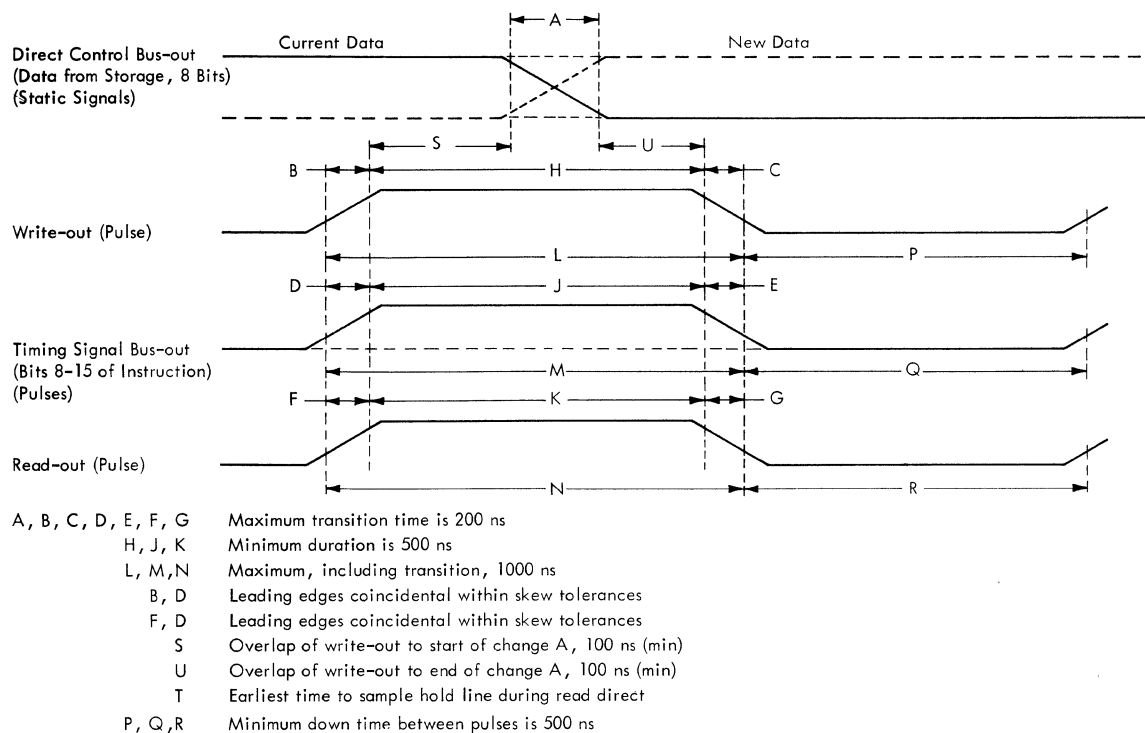 A
Current Data New Data
Direct Control Bus-out
(Data from Storage, 8 Bits)
(Static Signals)
S U
B H C
Write-out (Pulse)
L P
D J E
Timing Signal Bus-out
(Bits 8-15 of Instruction)
(Pulses)
M Q
F K G
Read-out (Pulse)
N R
A, B, C, D, E, F, G Maximum transition time is 200 ns
H, J, K Minimum duration is 500 ns
L, M,N Maximum, including transition, 1000 ns
B, D Leading edges coincidental within skew tolerances
F, D Leading edges coincidental within skew tolerances
S Overlap of write-out to start of change A, 100 ns (min)
U Overlap of write-out to end of change A, 100 ns (min)
T Earliest time to sample hold line during read direct
P, Q,R Minimum down time between pulses is 500 ns